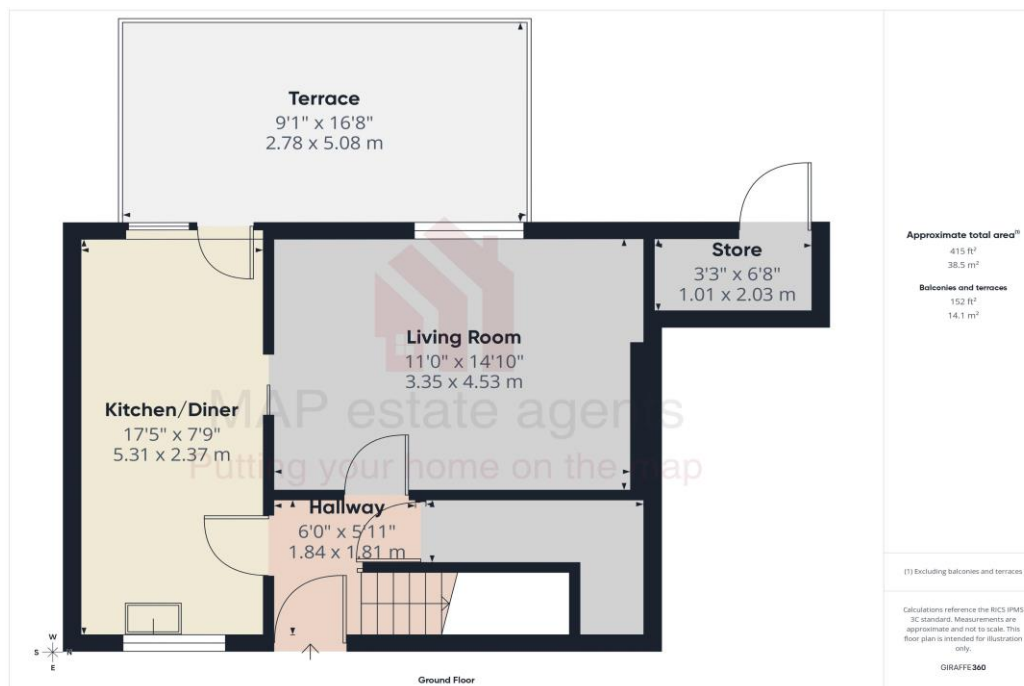 Terrace
9'1" x 16'8"
2.78 x 5.08 m
Store
3'3" x 6'8"
1.01 x 2.03 m
Living Room
11'0" x 14'10"
3.35 x 4.53 m
MAP estate agents
Putting your home on the map
Kitchen/Diner
17'5" x 7'9"
5.31 x 2.37 m
Hallway
6'0" x 5'11"
1.84 x 1.81 m
W
S N
E
Ground Floor
Approximate total area(1)
415 ft²
38.5 m²
Balconies and terraces
152 ft²
14.1 m²
(1) Excluding balconies and terraces
Calculations reference the RICS IPMS
3C standard. Measurements are
approximate and not to scale. This
floor plan is intended for illustration
only.
GIRAFFE360